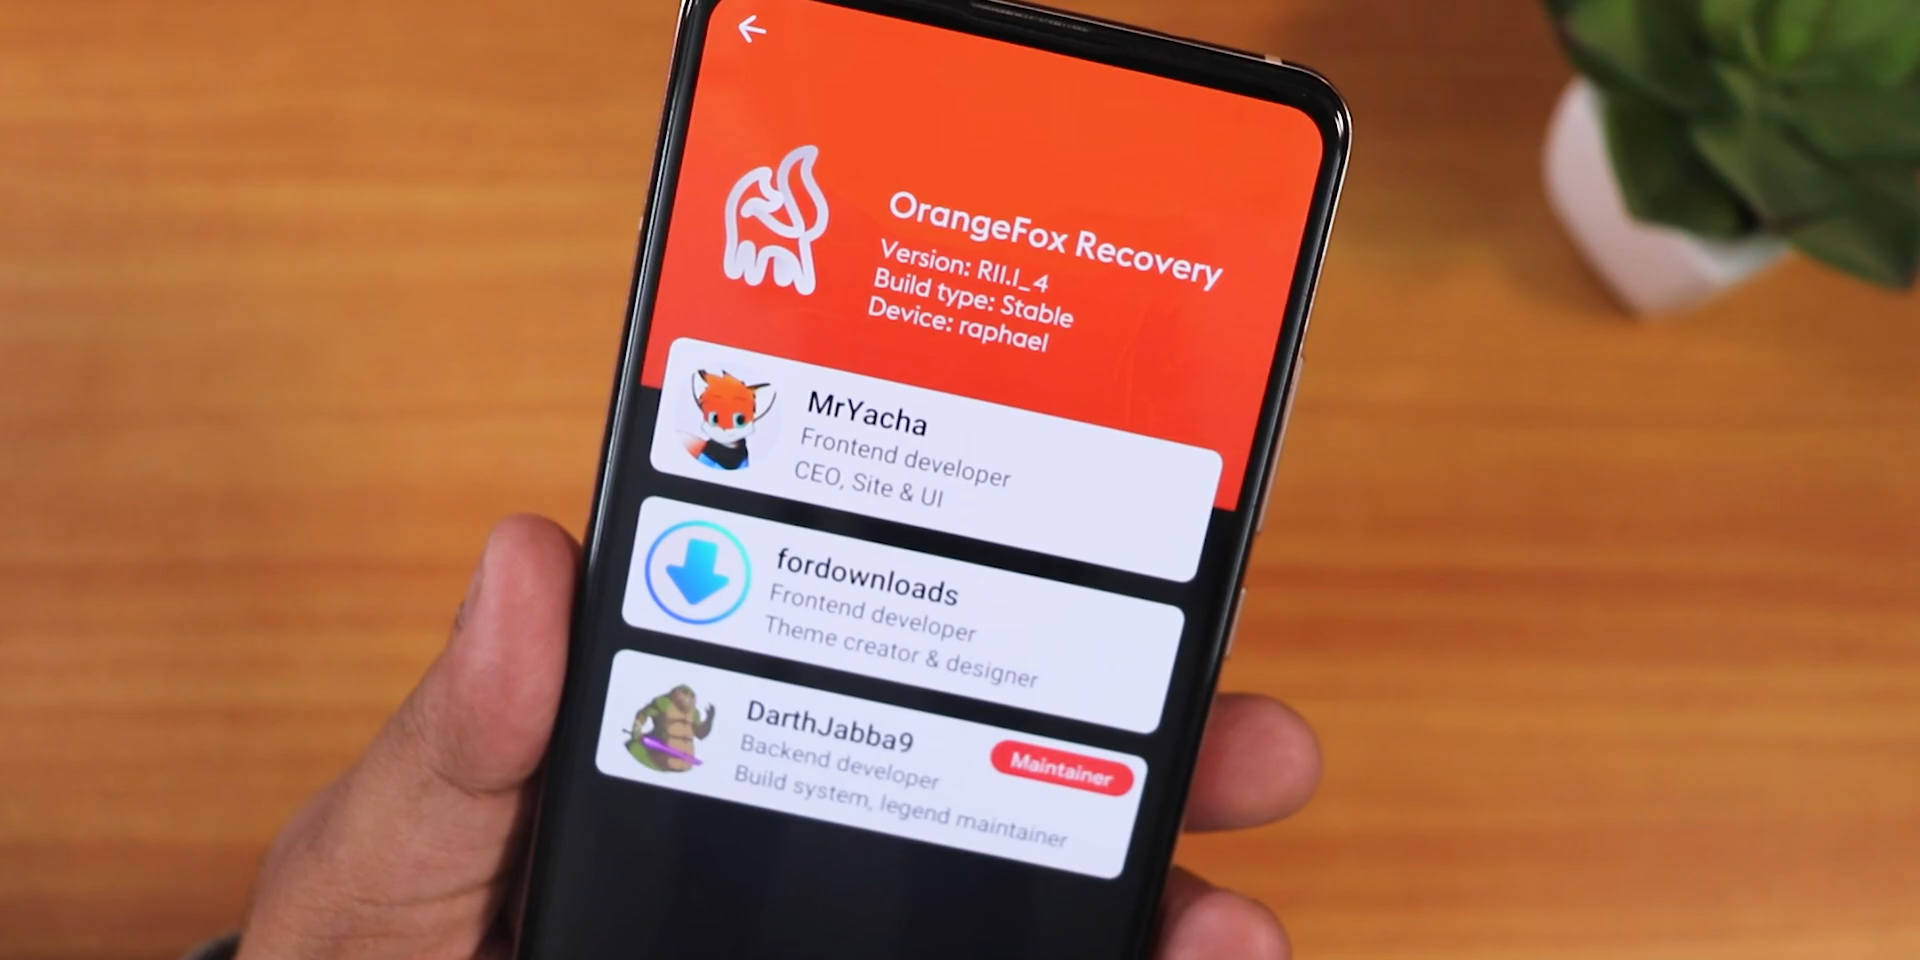 OrangeFox Recovery
Version: R11.1_4
Build type: Stable
Device: raphael
MrYacha
Frontend developer
CEO, Site & UI
fordownloads
Frontend developer
Theme creator & designer
DarthJabba9
Backend developer
Maintainer
Build system, legend maintainer